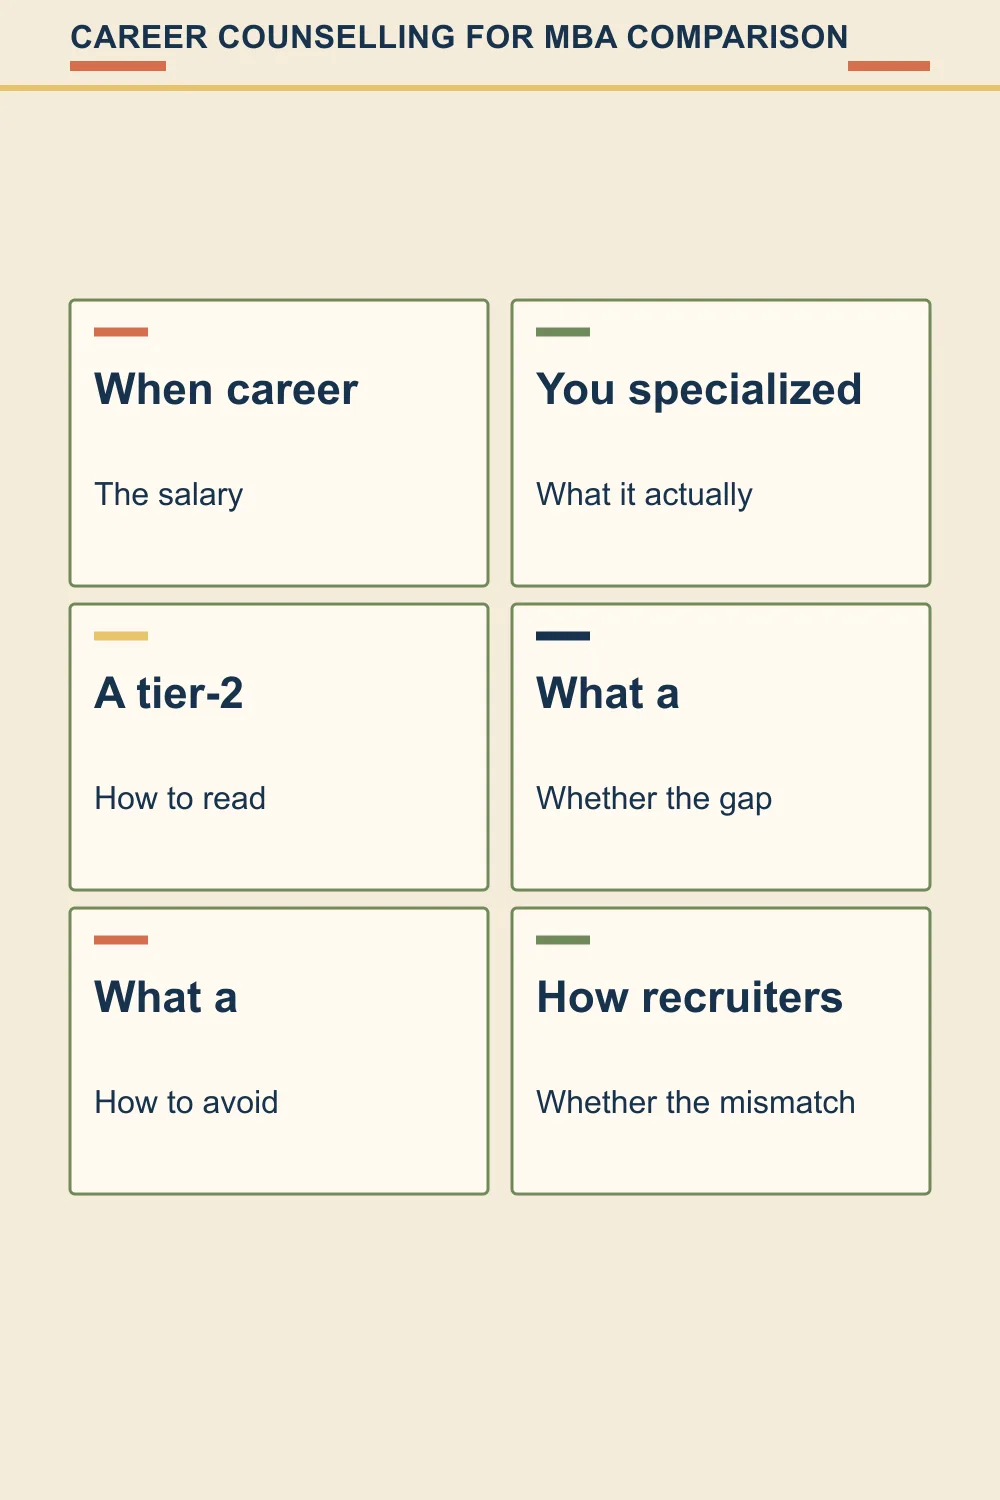 CAREER COUNSELLING FOR MBA COMPARISON
When career
The salary
You specialized
What it actually
A tier-2
How to read
What a
Whether the gap
What a
How to avoid
How recruiters
Whether the mismatch